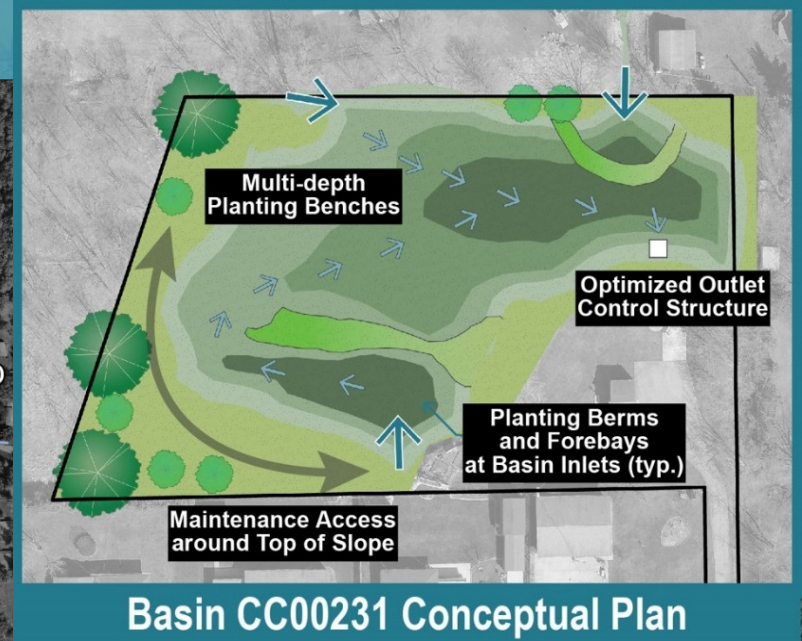 Multi-depth
Planting Benches
Optimized Outlet
Control Structure
Planting Berms
and Forebays
at Basin Inlets (typ.)
Maintenance Access
around Top of Slope
Basin CC00231 Conceptual Plan